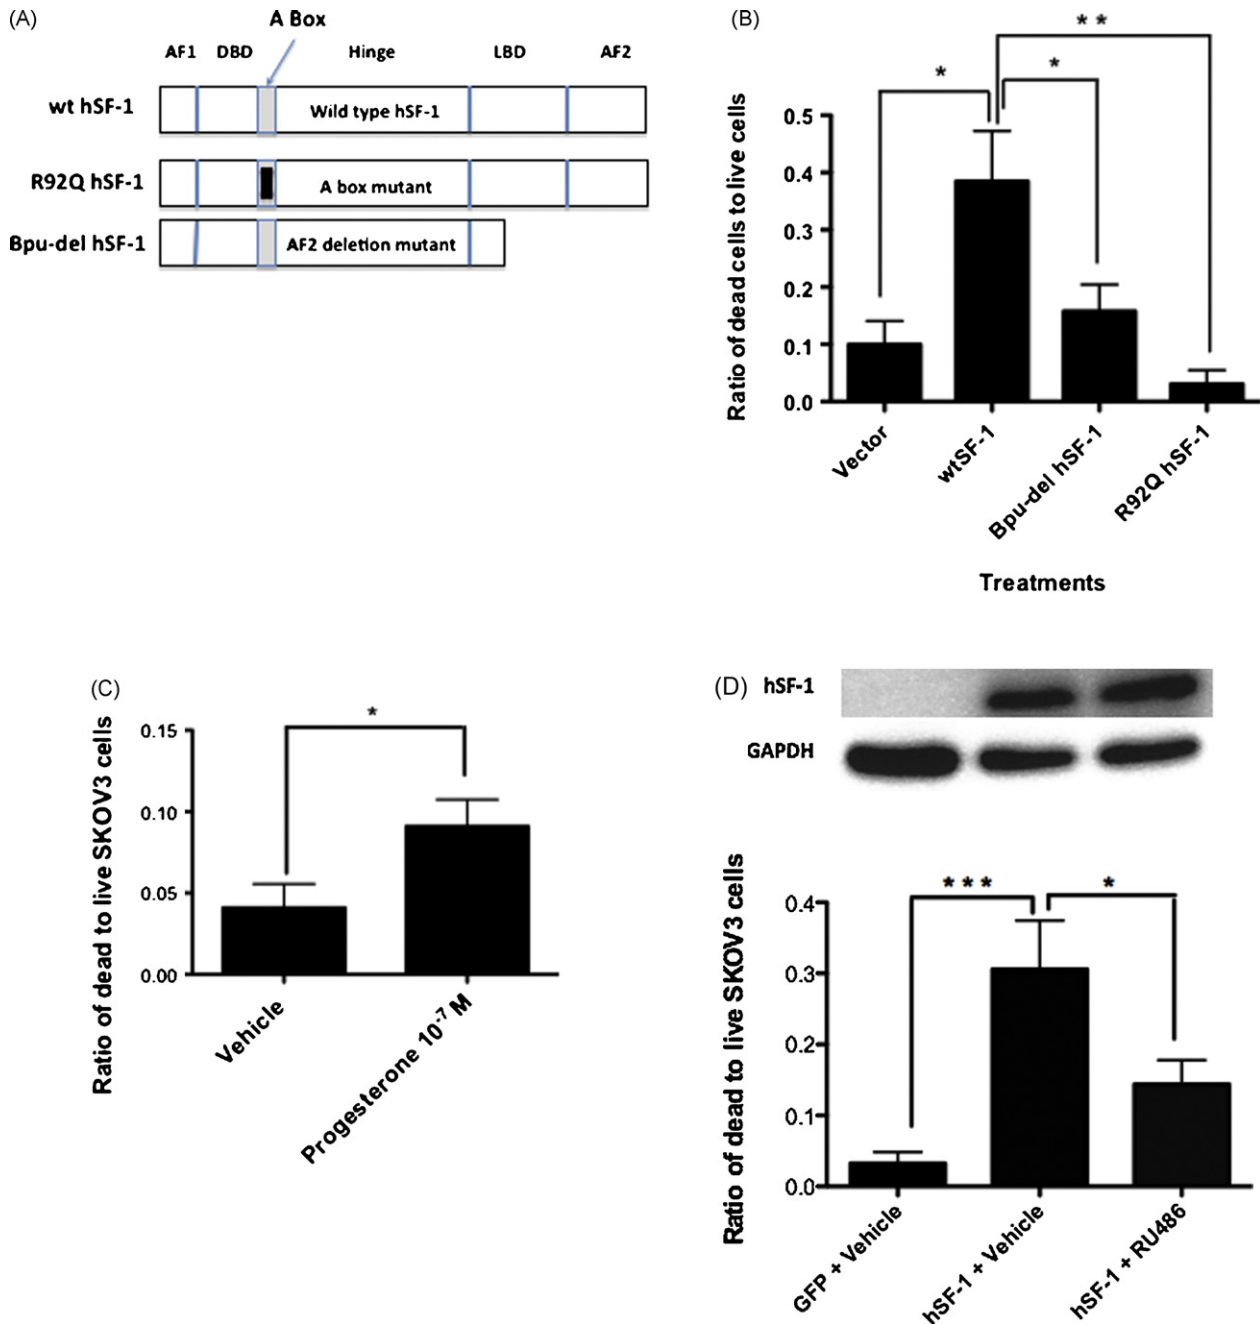 (A)
A Box
AF1 DBD Hinge LBD AF2
wt hSF-1 Wild type hSF-1
R92Q hSF-1 A box mutant
Bpu-del hSF-1 AF2 deletion mutant
(B)
Ratio of dead cells to live cells
0.5
0.4
0.3
0.2
0.1
0.0
*
*
**
Vector
wtSF-1
Bpu-del hSF-1
R92Q hSF-1
Treatments
(C)
Ratio of dead to live SKOV3 cells
0.15
0.10
0.05
0.00
*
Vehicle
Progesterone 10-7 M
(D)
hSF-1
GAPDH
Ratio of dead to live SKOV3 cells
0.4
0.3
0.2
0.1
0.0
***
*
GFP + Vehicle
hSF-1 + Vehicle
hSF-1 + RU486